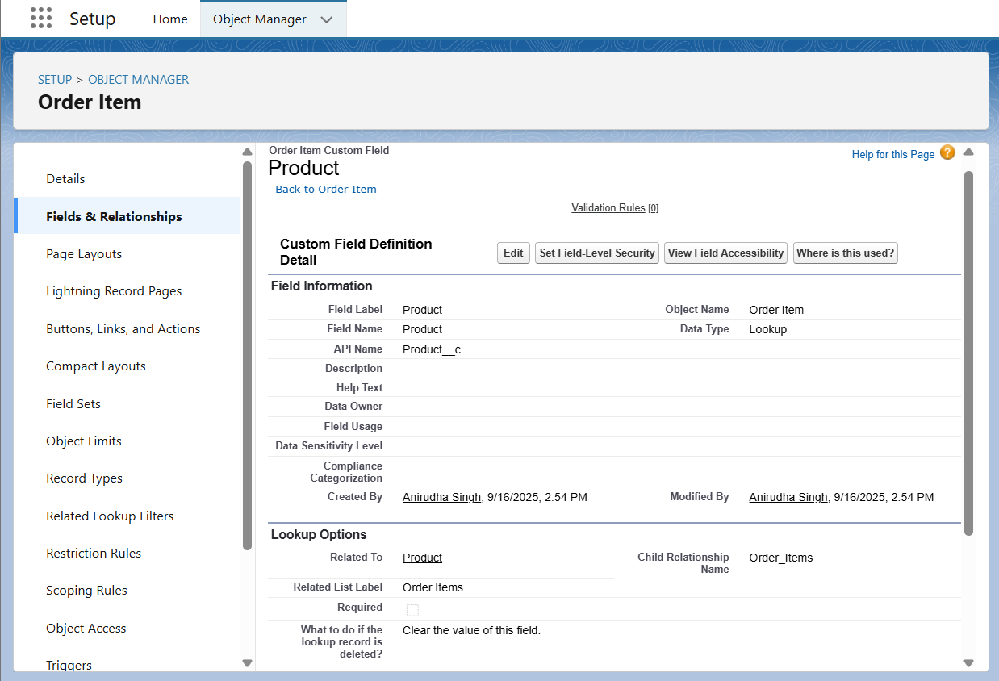 Setup
Home
Object Manager
SETUP > OBJECT MANAGER
Order Item
Details
Fields & Relationships
Page Layouts
Lightning Record Pages
Buttons, Links, and Actions
Compact Layouts
Field Sets
Object Limits
Record Types
Related Lookup Filters
Restriction Rules
Scoping Rules
Object Access
Triggers
Order Item Custom Field
Product
Help for this Page ?
Back to Order Item
Validation Rules [0]
Custom Field Definition
Detail
Edit
Set Field-Level Security
View Field Accessibility
Where is this used?
Field Information
Field Label Product Object Name Order Item
Field Name Product Data Type Lookup
API Name Product__c
Description
Help Text
Data Owner
Field Usage
Data Sensitivity Level
Compliance
Categorization
Created By Anirudha Singh, 9/16/2025, 2:54 PM Modified By Anirudha Singh, 9/16/2025, 2:54 PM
Lookup Options
Related To Product Child Relationship
Name Order_Items
Related List Label Order Items
Required
What to do if the
lookup record is
deleted? Clear the value of this field.